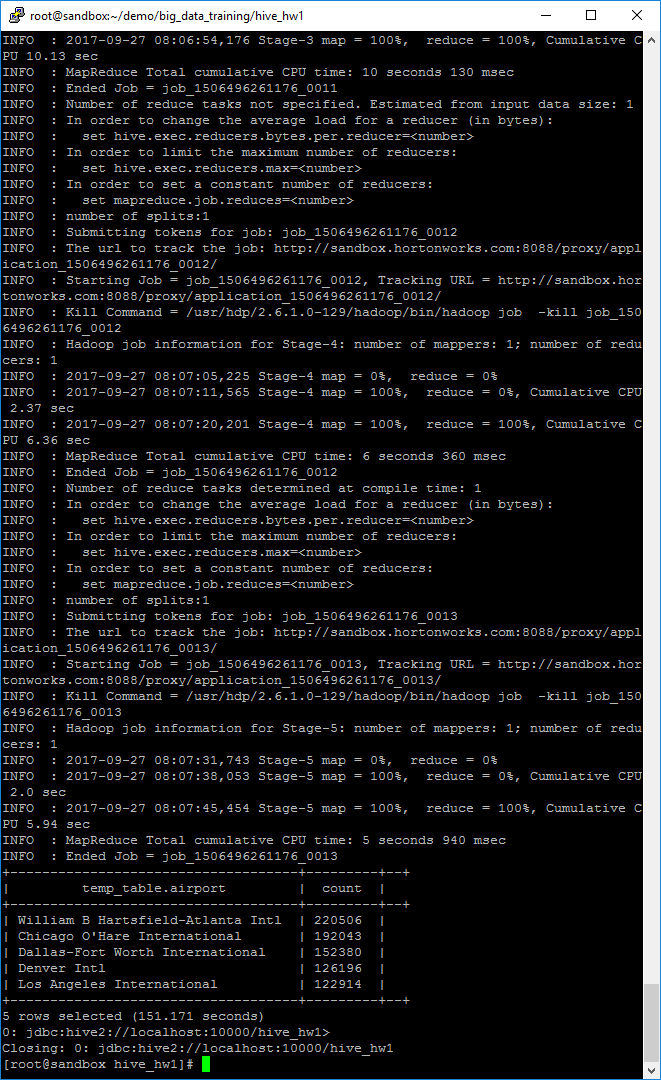 root@sandbox:~/demo/big_data_training/hive_hw1
INFO  : 2017-09-27 08:06:54,176 Stage-3 map = 100%,  reduce = 100%, Cumulative C
PU 10.13 sec
INFO  : MapReduce Total cumulative CPU time: 10 seconds 130 msec
INFO  : Ended Job = job_1506496261176_0011
INFO  : Number of reduce tasks not specified. Estimated from input data size: 1
INFO  : In order to change the average load for a reducer (in bytes):
INFO  :   set hive.exec.reducers.bytes.per.reducer=<number>
INFO  : In order to limit the maximum number of reducers:
INFO  :   set hive.exec.reducers.max=<number>
INFO  : In order to set a constant number of reducers:
INFO  :   set mapreduce.job.reduces=<number>
INFO  : number of splits:1
INFO  : Submitting tokens for job: job_1506496261176_0012
INFO  : The url to track the job: http://sandbox.hortonworks.com:8088/proxy/appl
ication_1506496261176_0012/
INFO  : Starting Job = job_1506496261176_0012, Tracking URL = http://sandbox.hor
tonworks.com:8088/proxy/application_1506496261176_0012/
INFO  : Kill Command = /usr/hdp/2.6.1.0-129/hadoop/bin/hadoop job  -kill job_150
6496261176_0012
INFO  : Hadoop job information for Stage-4: number of mappers: 1; number of redu
cers: 1
INFO  : 2017-09-27 08:07:05,225 Stage-4 map = 0%,  reduce = 0%
INFO  : 2017-09-27 08:07:11,565 Stage-4 map = 100%,  reduce = 0%, Cumulative CPU
 2.37 sec
INFO  : 2017-09-27 08:07:20,201 Stage-4 map = 100%,  reduce = 100%, Cumulative C
PU 6.36 sec
INFO  : MapReduce Total cumulative CPU time: 6 seconds 360 msec
INFO  : Ended Job = job_1506496261176_0012
INFO  : Number of reduce tasks determined at compile time: 1
INFO  : In order to change the average load for a reducer (in bytes):
INFO  :   set hive.exec.reducers.bytes.per.reducer=<number>
INFO  : In order to limit the maximum number of reducers:
INFO  :   set hive.exec.reducers.max=<number>
INFO  : In order to set a constant number of reducers:
INFO  :   set mapreduce.job.reduces=<number>
INFO  : number of splits:1
INFO  : Submitting tokens for job: job_1506496261176_0013
INFO  : The url to track the job: http://sandbox.hortonworks.com:8088/proxy/appl
ication_1506496261176_0013/
INFO  : Starting Job = job_1506496261176_0013, Tracking URL = http://sandbox.hor
tonworks.com:8088/proxy/application_1506496261176_0013/
INFO  : Kill Command = /usr/hdp/2.6.1.0-129/hadoop/bin/hadoop job  -kill job_150
6496261176_0013
INFO  : Hadoop job information for Stage-5: number of mappers: 1; number of redu
cers: 1
INFO  : 2017-09-27 08:07:31,743 Stage-5 map = 0%,  reduce = 0%
INFO  : 2017-09-27 08:07:38,053 Stage-5 map = 100%,  reduce = 0%, Cumulative CPU
 2.0 sec
INFO  : 2017-09-27 08:07:45,454 Stage-5 map = 100%,  reduce = 100%, Cumulative C
PU 5.94 sec
INFO  : MapReduce Total cumulative CPU time: 5 seconds 940 msec
INFO  : Ended Job = job_1506496261176_0013
+------------------------------------+---------+--+
|         temp_table.airport         |  count  |
+------------------------------------+---------+--+
| William B Hartsfield-Atlanta Intl  | 220506  |
| Chicago O'Hare International       | 192043  |
| Dallas-Fort Worth International    | 152380  |
| Denver Intl                        | 126196  |
| Los Angeles International          | 122914  |
+------------------------------------+---------+--+
5 rows selected (151.171 seconds)
0: jdbc:hive2://localhost:10000/hive_hw1>
Closing: 0: jdbc:hive2://localhost:10000/hive_hw1
[root@sandbox hive_hw1]#